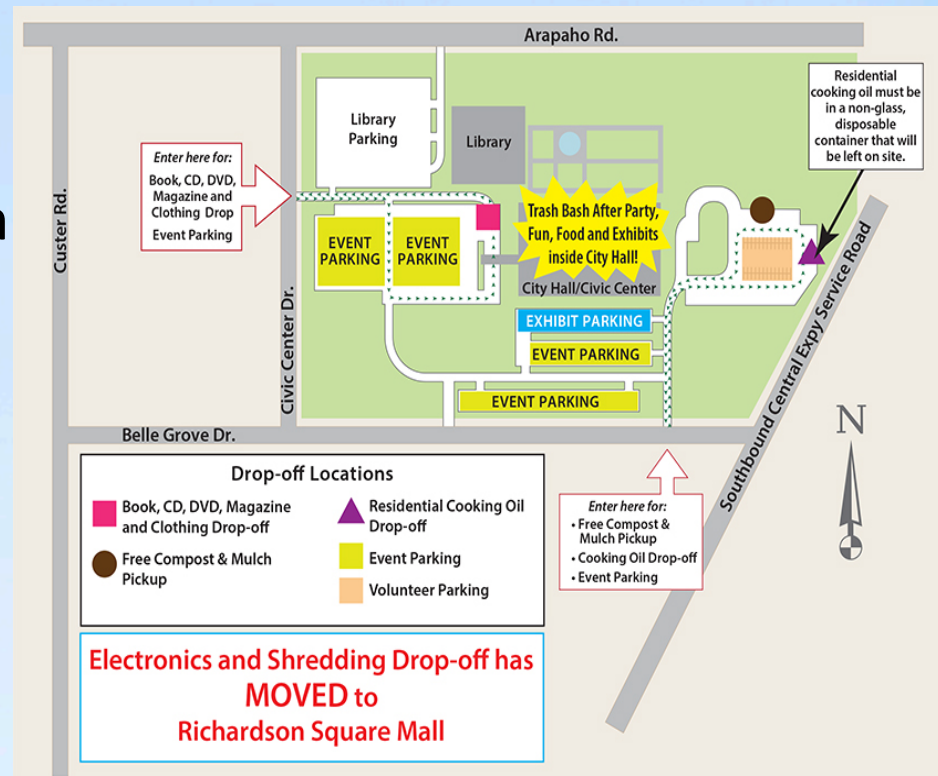 Arapaho Rd.
Residential
cooking oil must be
in a non-glass,
disposable
container that will
be left on site.
Library
Parking
Library
Enter here for:
Book, CD, DVD,
Magazine and
Clothing Drop
Event Parking
Custer Rd.
Civic Center Dr.
EVENT
PARKING
EVENT
PARKING
Trash Bash After Party,
Fun, Food and Exhibits
inside City Hall!
City Hall/Civic Center
EXHIBIT PARKING
EVENT PARKING
EVENT PARKING
Southbound Central Expy Service Road
N
Belle Grove Dr.
Drop-off Locations
Book, CD, DVD, Magazine
and Clothing Drop-off
Free Compost & Mulch
Pickup
Residential Cooking Oil
Drop-off
Event Parking
Volunteer Parking
Enter here for:
• Free Compost &
Mulch Pickup
• Cooking Oil Drop-off
• Event Parking
Electronics and Shredding Drop-off has
MOVED to
Richardson Square Mall